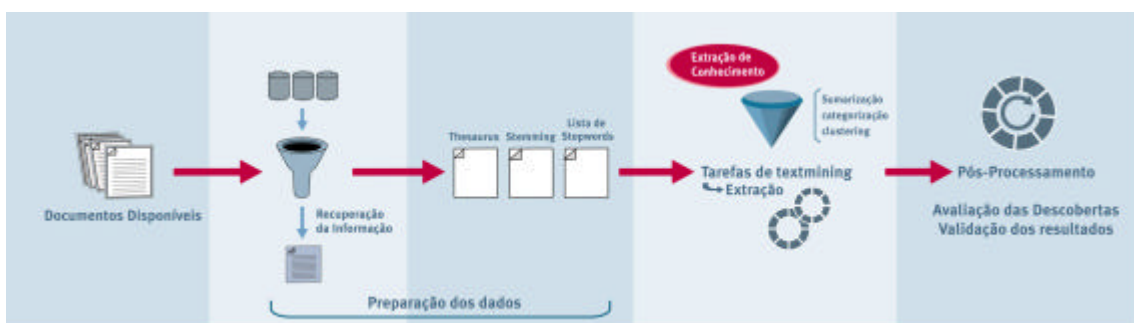 Documentos Disponíveis
Recuperação
da Informação
Thesaurus
Stemming
Lista de
Stopwords
Preparação dos dados
Extração de
Conhecimento
Sumarização
categorização
clustering
Tarefas de textmining
Extração
Pós-Processamento
Avaliação das Descobertas
Validação dos resultados